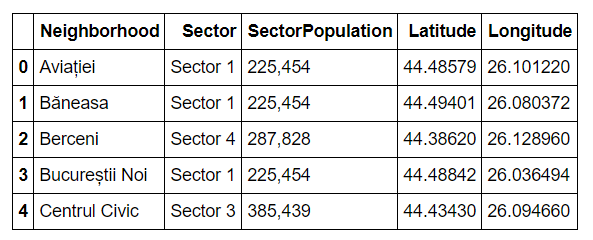 Neighborhood Sector SectorPopulation Latitude Longitude
0 Aviației Sector 1 225,454 44.48579 26.101220
1 Băneasa Sector 1 225,454 44.49401 26.080372
2 Berceni Sector 4 287,828 44.38620 26.128960
3 Bucureștii Noi Sector 1 225,454 44.48842 26.036494
4 Centrul Civic Sector 3 385,439 44.43430 26.094660